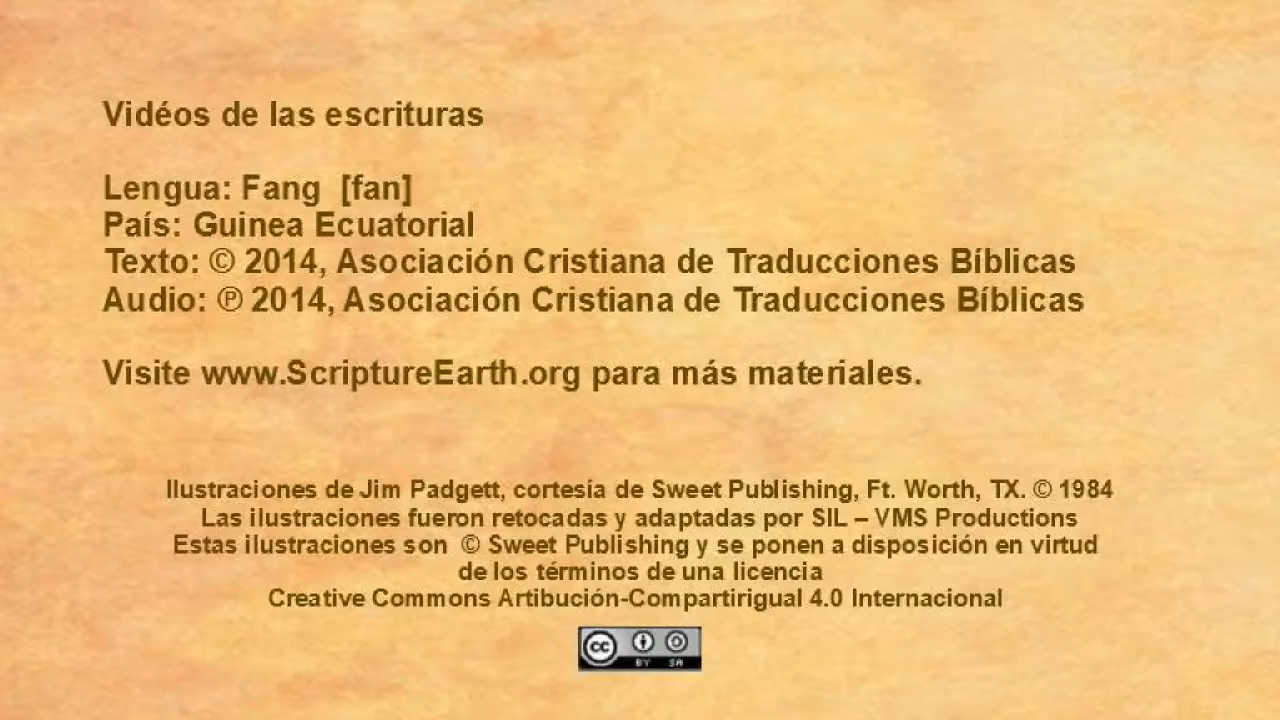 Vidéos de las escrituras
Lengua: Fang [fan]
País: Guinea Ecuatorial
Texto: © 2014, Asociación Cristiana de Traducciones Bíblicas
Audio: ℗ 2014, Asociación Cristiana de Traducciones Bíblicas
Visite www.ScriptureEarth.org para más materiales.
Ilustraciones de Jim Padgett, cortesía de Sweet Publishing, Ft. Worth, TX. © 1984
Las ilustraciones fueron retocadas y adaptadas por SIL – VMS Productions
Estas ilustraciones son © Sweet Publishing y se ponen a disposición en virtud
de los términos de una licencia
Creative Commons Artibución-Compartirigual 4.0 Internacional
cc
BY SA